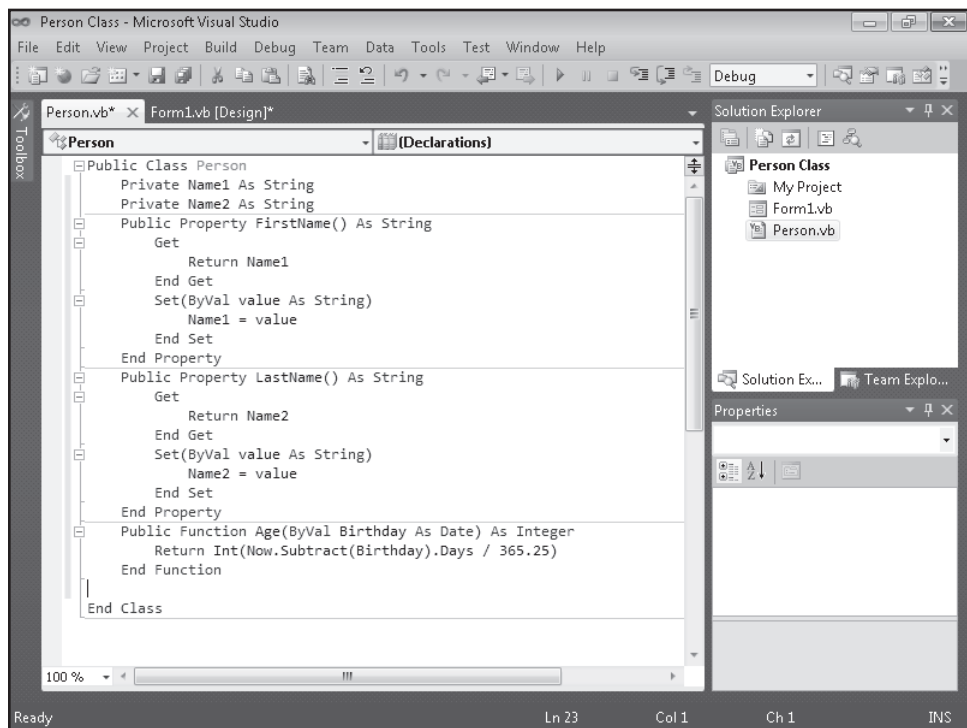 Person Class - Microsoft Visual Studio
File Edit View Project Build Debug Team Data Tools Test Window Help
Debug
Toolbox
Person.vb* Form1.vb [Design]*
Person (Declarations)
Public Class Person
Private Name1 As String
Private Name2 As String
Public Property FirstName() As String
Get
Return Name1
End Get
Set(ByVal value As String)
Name1 = value
End Set
End Property
Public Property LastName() As String
Get
Return Name2
End Get
Set(ByVal value As String)
Name2 = value
End Set
End Property
Public Function Age(ByVal Birthday As Date) As Integer
Return Int(Now.Subtract(Birthday).Days / 365.25)
End Function
End Class
100 %
Solution Explorer
Person Class
My Project
Form1.vb
Person.vb
Solution Ex... Team Explo...
Properties
Ready Ln 23 Col 1 Ch 1 INS